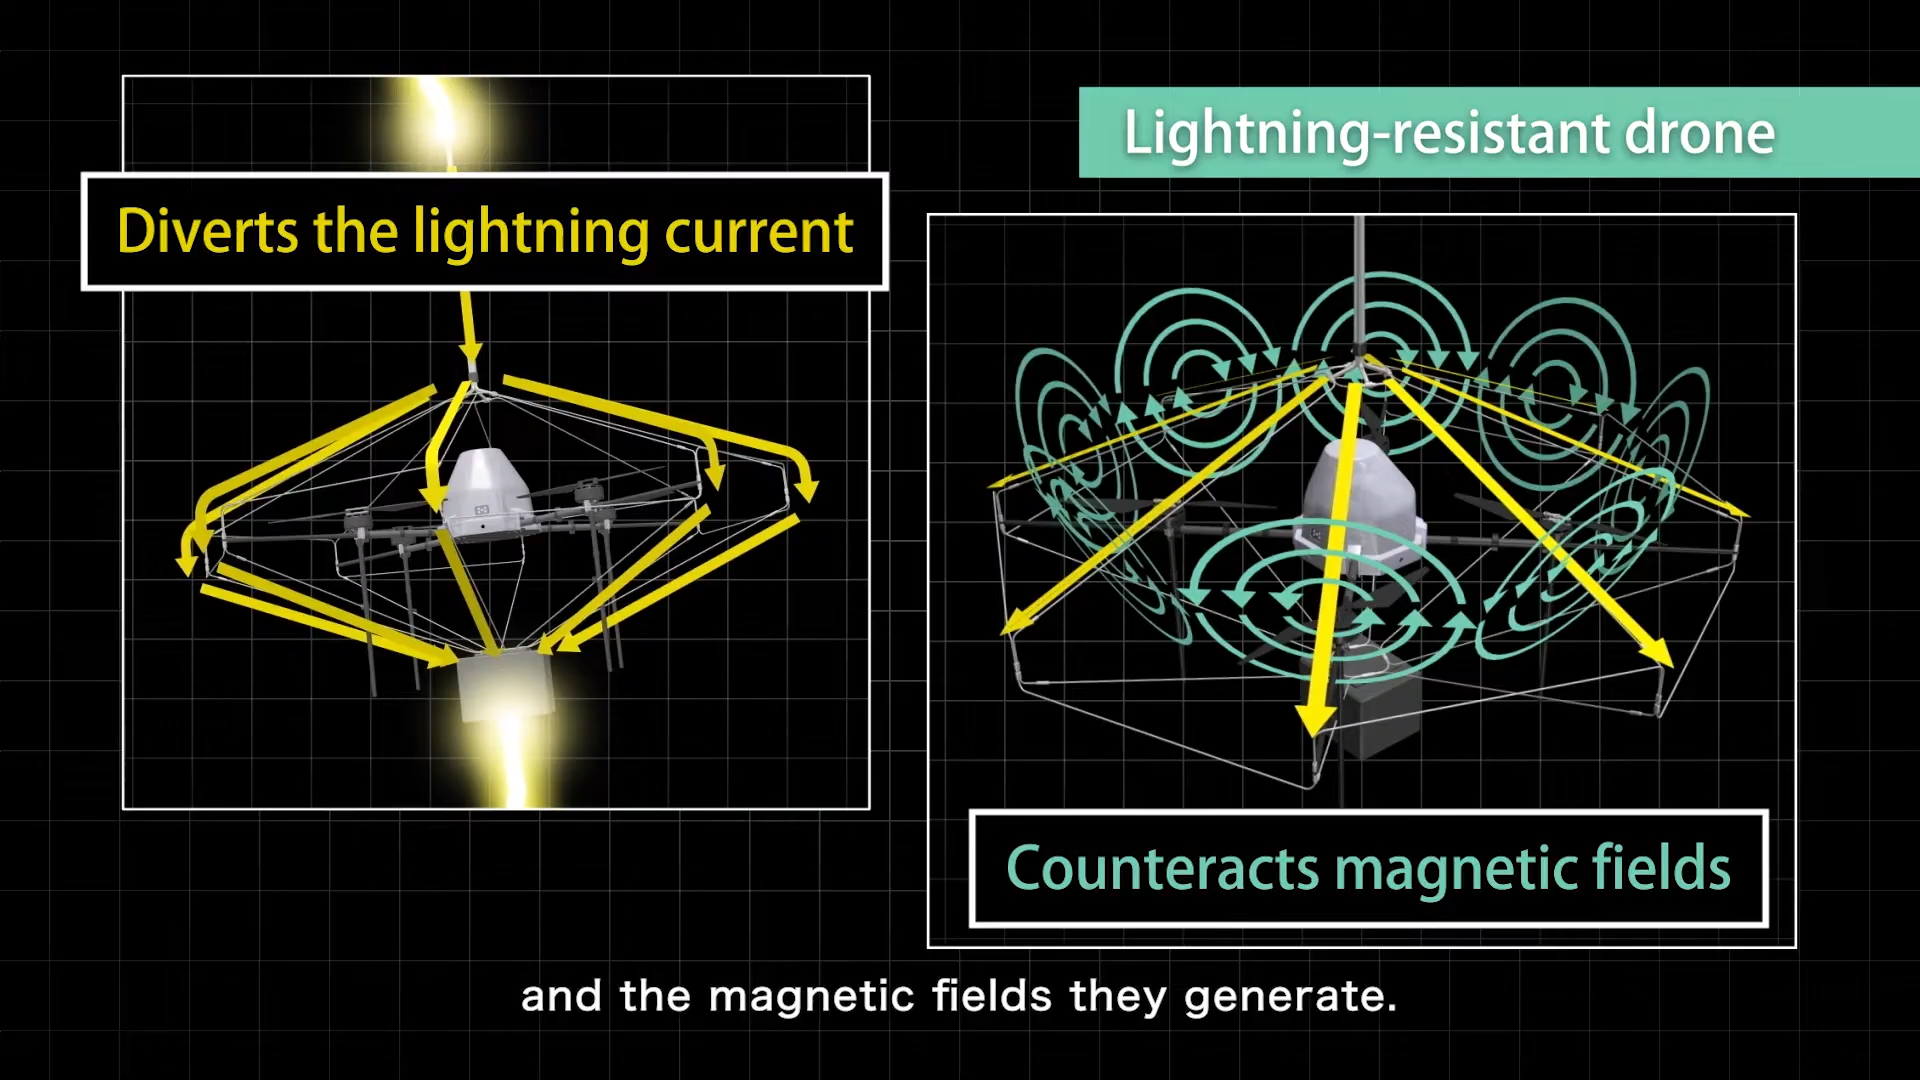 Lightning-resistant drone
Diverts the lightning current
Counteracts magnetic fields
and the magnetic fields they generate.